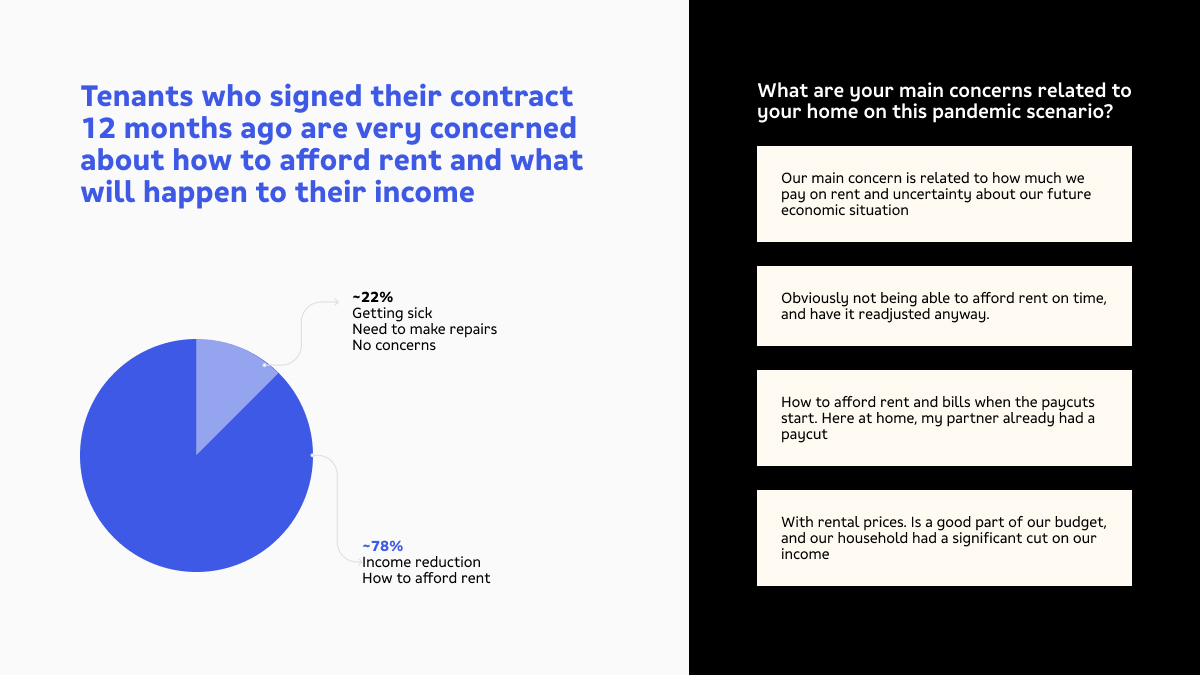 Tenants who signed their contract
12 months ago are very concerned
about how to afford rent and what
will happen to their income
~22%
Getting sick
Need to make repairs
No concerns
~78%
Income reduction
How to afford rent
What are your main concerns related to
your home on this pandemic scenario?
Our main concern is related to how much we
pay on rent and uncertainty about our future
economic situation
Obviously not being able to afford rent on time,
and have it readjusted anyway.
How to afford rent and bills when the paycuts
start. Here at home, my partner already had a
paycut
With rental prices. Is a good part of our budget,
and our household had a significant cut on our
income